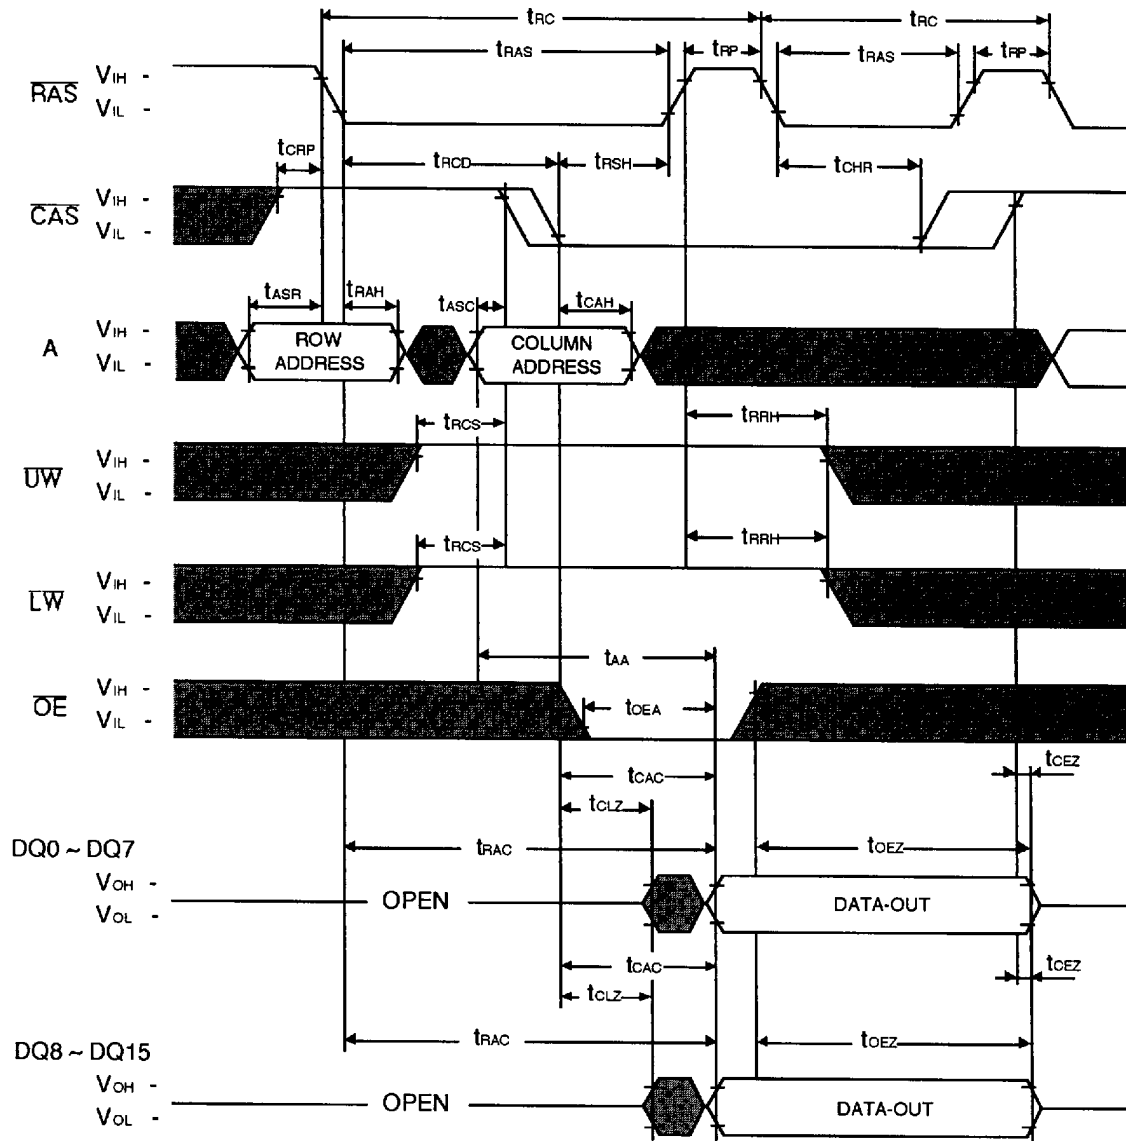 tRC tRC
tRAS tRP tRAS tRP
RAS VIH -
VIL -
tCRP tRCD tRSH tCHR
CAS VIH -
VIL -
tASR tRAH tASC tCAH
A VIH -
VIL -
ROW
ADDRESS
COLUMN
ADDRESS
tRCS tRRH
UW VIH -
VIL -
tRCS tRRH
LW VIH -
VIL -
tAA
OE VIH -
VIL -
tOEA
tCAC tCEZ
tCLZ
DQ0 ~ DQ7 tRAC tOEZ
VOH -
VOL - OPEN DATA-OUT
tCAC tCEZ
tCLZ
DQ8 ~ DQ15 tRAC tOEZ
VOH -
VOL - OPEN DATA-OUT